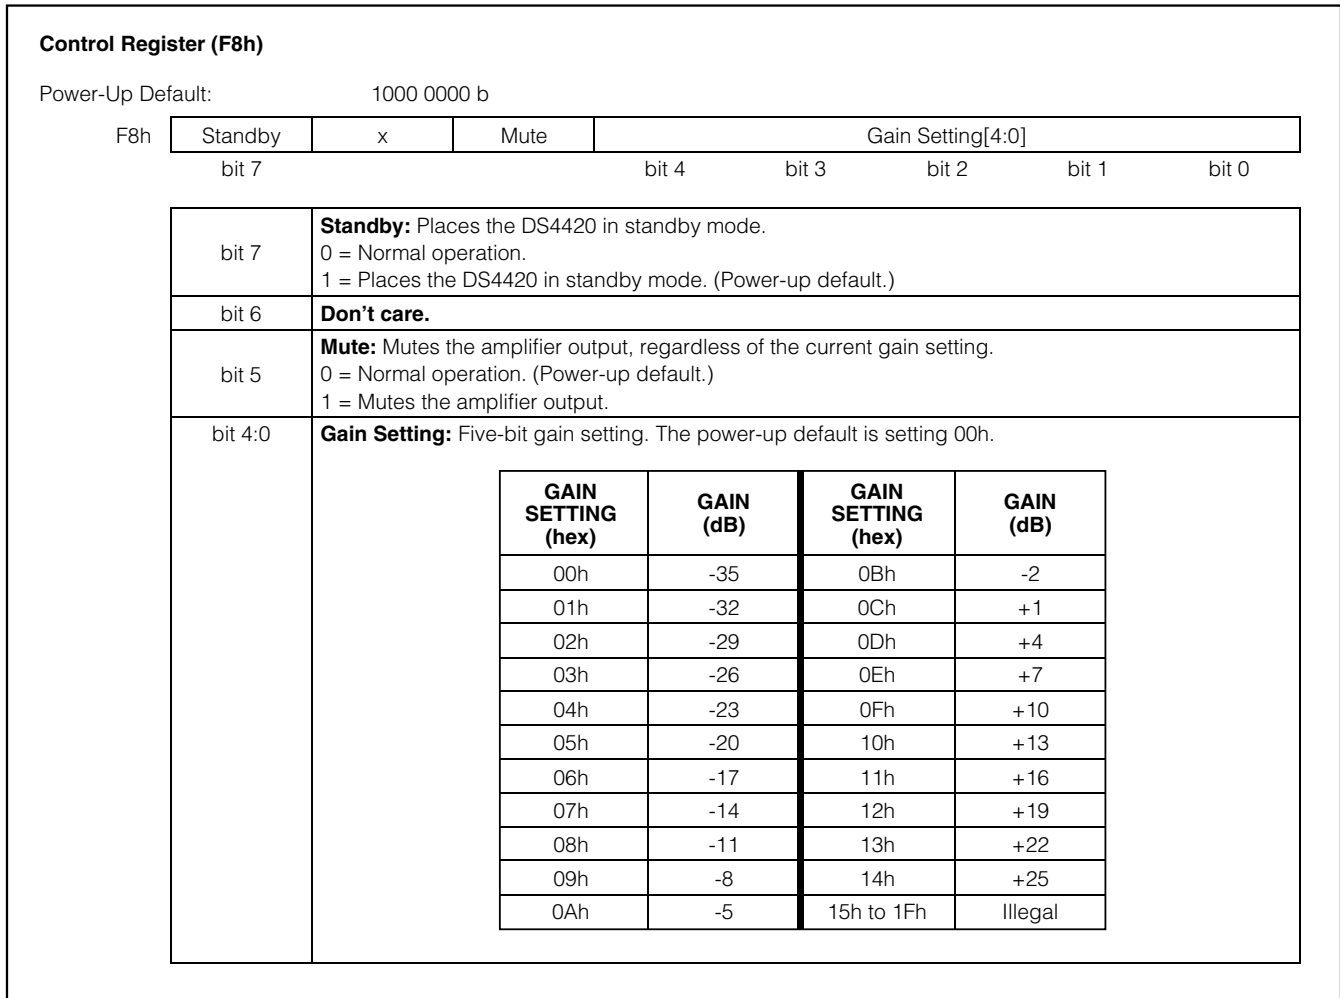 Control Register (F8h)
Power-Up Default: 1000 0000 b
F8h Standby x Mute Gain Setting[4:0]
bit 7 bit 4 bit 3 bit 2 bit 1 bit 0
bit 7
Standby: Places the DS4420 in standby mode.
0 = Normal operation.
1 = Places the DS4420 in standby mode. (Power-up default.)
bit 6 Don't care.
bit 5
Mute: Mutes the amplifier output, regardless of the current gain setting.
0 = Normal operation. (Power-up default.)
1 = Mutes the amplifier output.
bit 4:0 Gain Setting: Five-bit gain setting. The power-up default is setting 00h.
GAIN SETTING (hex) GAIN (dB) GAIN SETTING (hex) GAIN (dB)
00h -35 0Bh -2
01h -32 0Ch +1
02h -29 0Dh +4
03h -26 0Eh +7
04h -23 0Fh +10
05h -20 10h +13
06h -17 11h +16
07h -14 12h +19
08h -11 13h +22
09h -8 14h +25
0Ah -5 15h to 1Fh Illegal